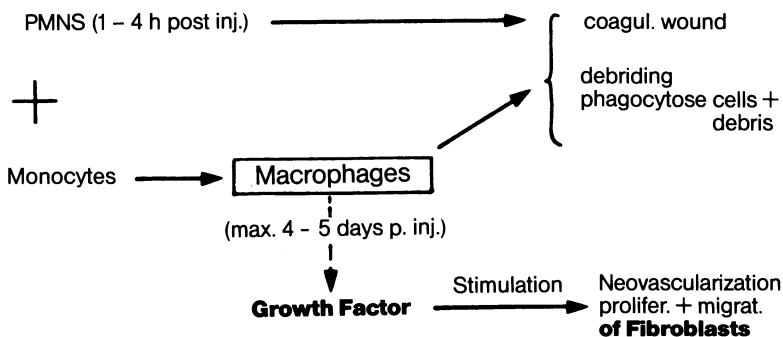 PMNS (1 – 4 h post inj.)
coagul. wound
debriding
phagocytose cells +
debris
+
Monocytes
Macrophages
(max. 4 – 5 days p. inj.)
Growth Factor
Stimulation
Neovascularization
prolifer. + migrat.
of Fibroblasts